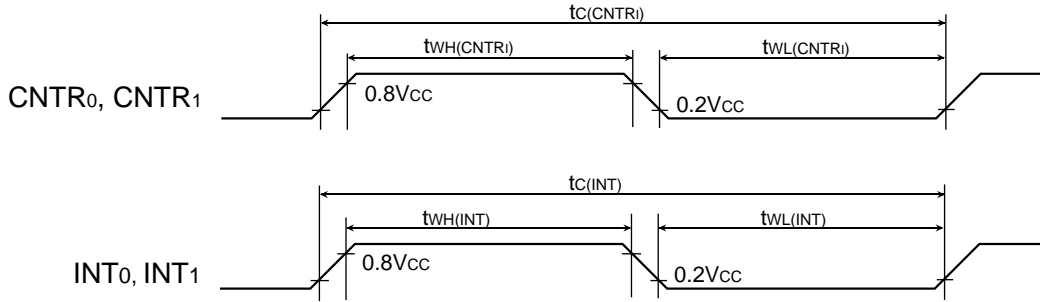 tC(CNTRI)
tWH(CNTRI) tWL(CNTRI)
CNTR0, CNTR1
0.8VCC 0.2VCC
tC(INT)
tWH(INT) tWL(INT)
INT0, INT1
0.8VCC 0.2VCC